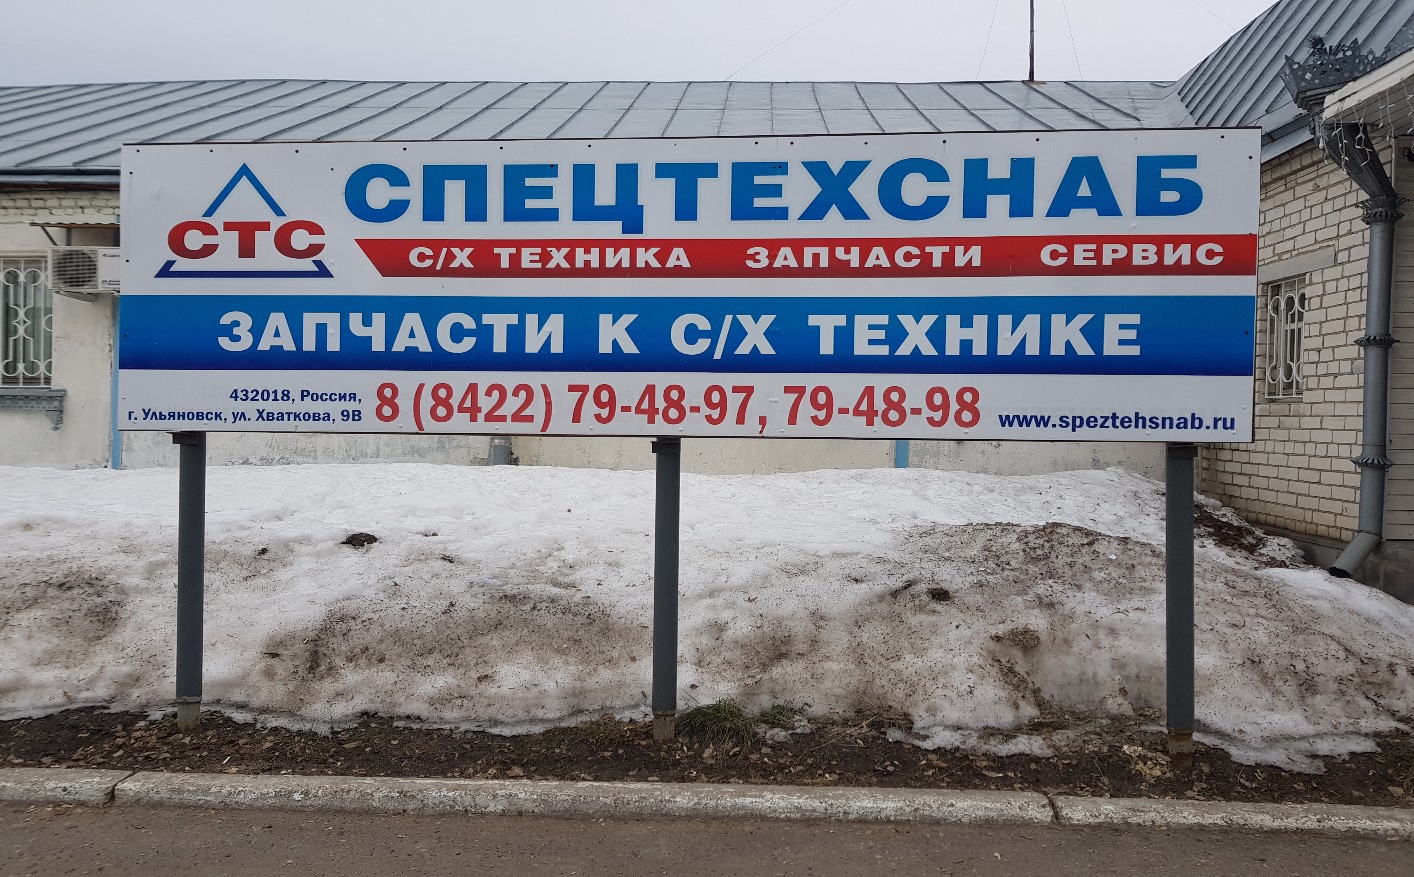 СТС
СПЕЦТЕХСНАБ
С/Х ТЕХНИКА ЗАПЧАСТИ СЕРВИС
ЗАПЧАСТИ К С/Х ТЕХНИКЕ
432018, Россия,
г. Ульяновск, ул. Хваткова, 9В
8 (8422) 79-48-97, 79-48-98
www.speztehsnab.ru